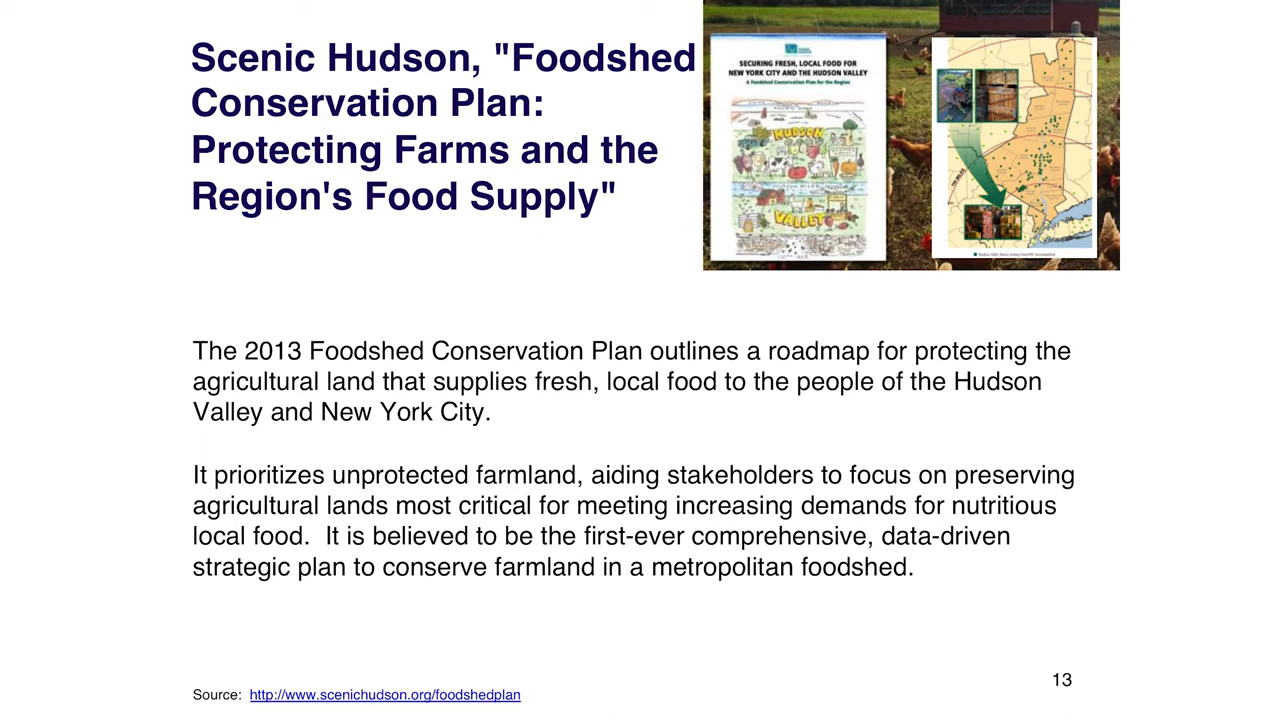 Scenic Hudson, "Foodshed
Conservation Plan:
Protecting Farms and the
Region's Food Supply"
SECURING FRESH, LOCAL FOOD FOR
NEW YORK CITY AND THE HUDSON VALLEY
A Foodshed Conservation Plan for the Region
HUDSON
VALLEY
The 2013 Foodshed Conservation Plan outlines a roadmap for protecting the
agricultural land that supplies fresh, local food to the people of the Hudson
Valley and New York City.
It prioritizes unprotected farmland, aiding stakeholders to focus on preserving
agricultural lands most critical for meeting increasing demands for nutritious
local food.  It is believed to be the first-ever comprehensive, data-driven
strategic plan to conserve farmland in a metropolitan foodshed.
Source:  http://www.scenichudson.org/foodshedplan
13